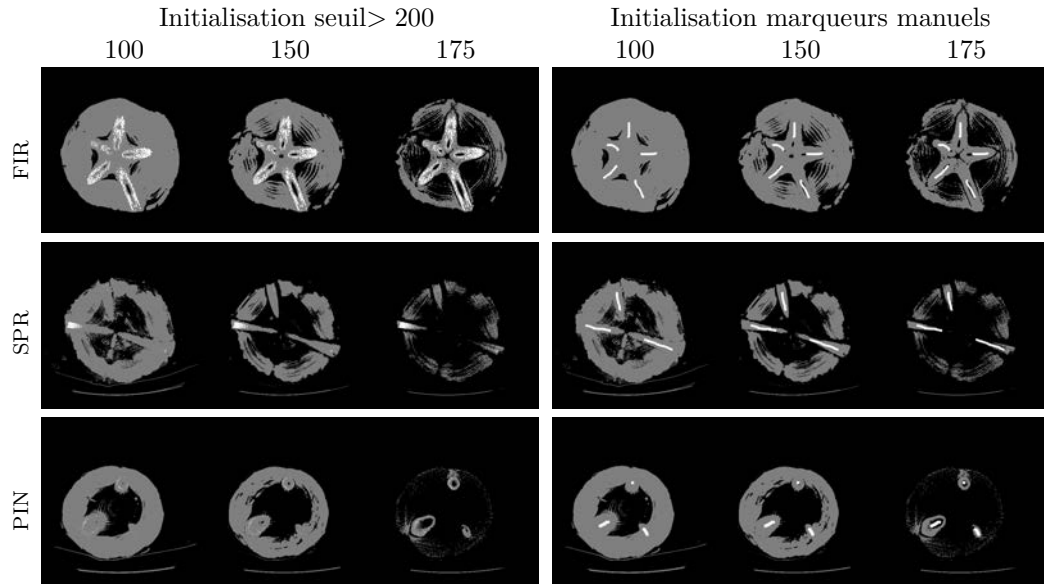 Initialisation seuil> 200
Initialisation marqueurs manuels
100 150 175
100 150 175
FIR
SPR
PIN